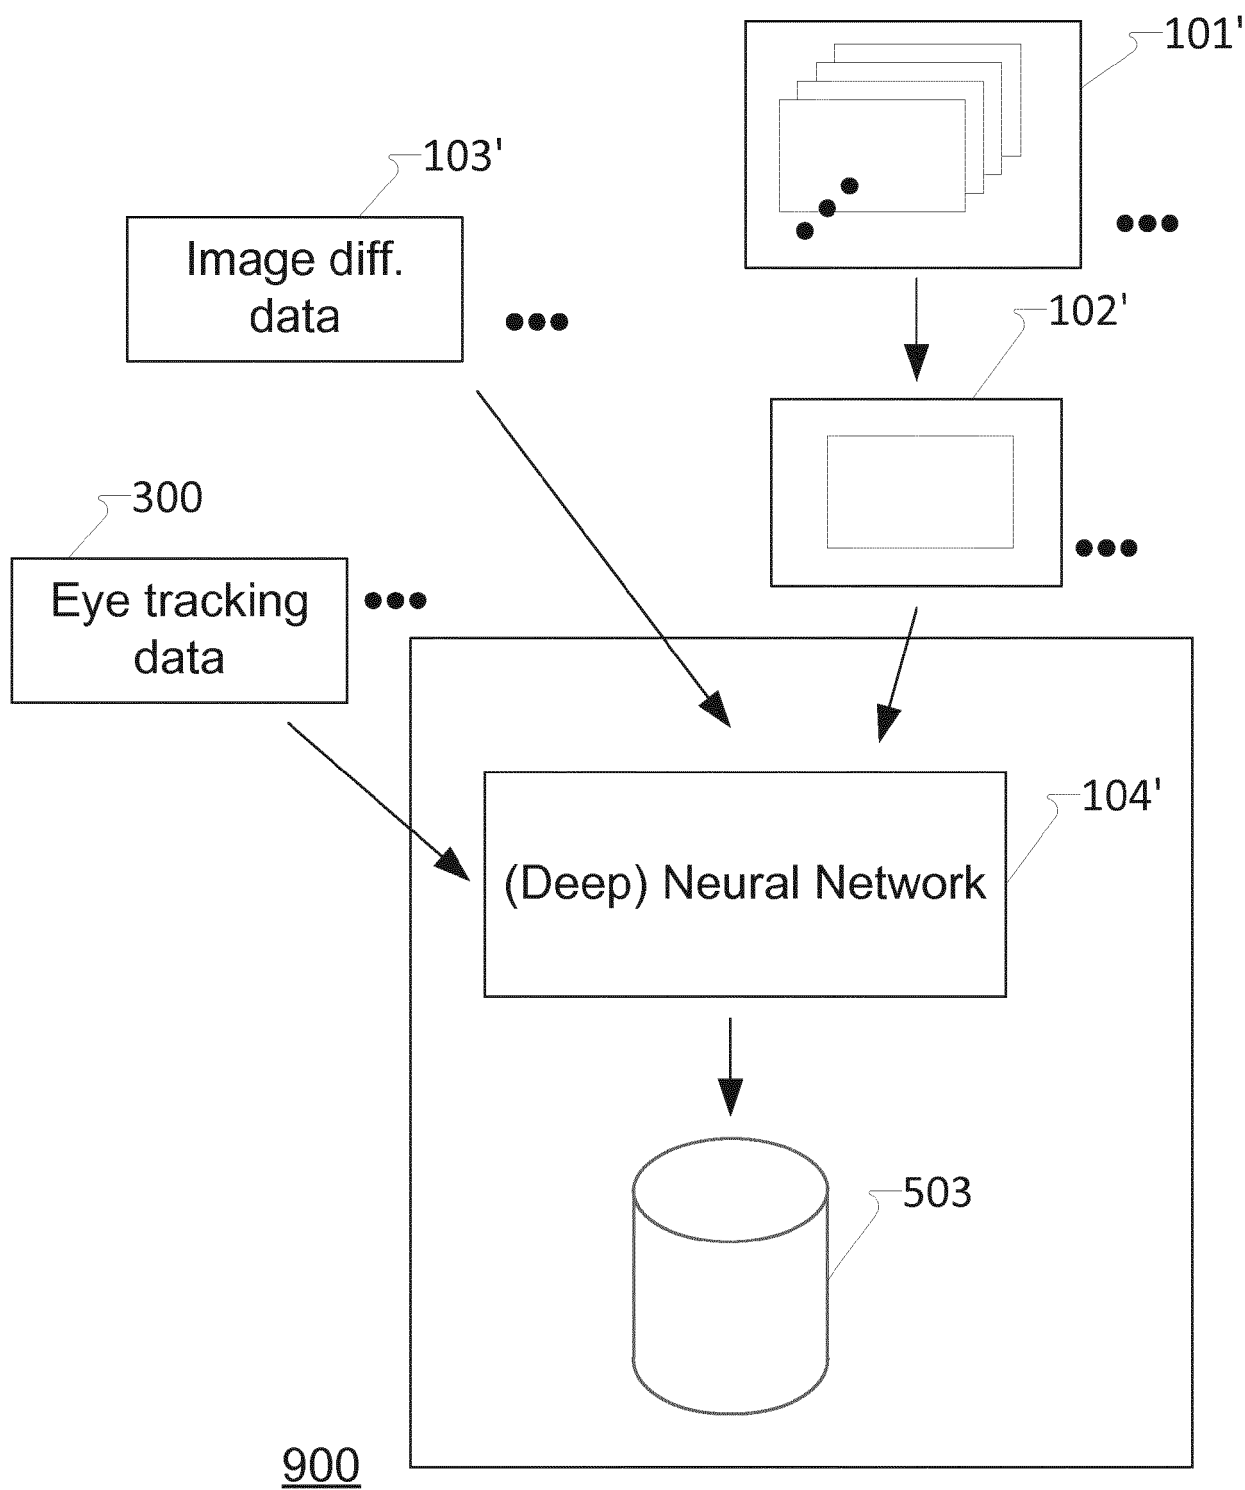 101'
103'
Image diff.
data
102'
300
Eye tracking
data
104'
(Deep) Neural Network
503
900